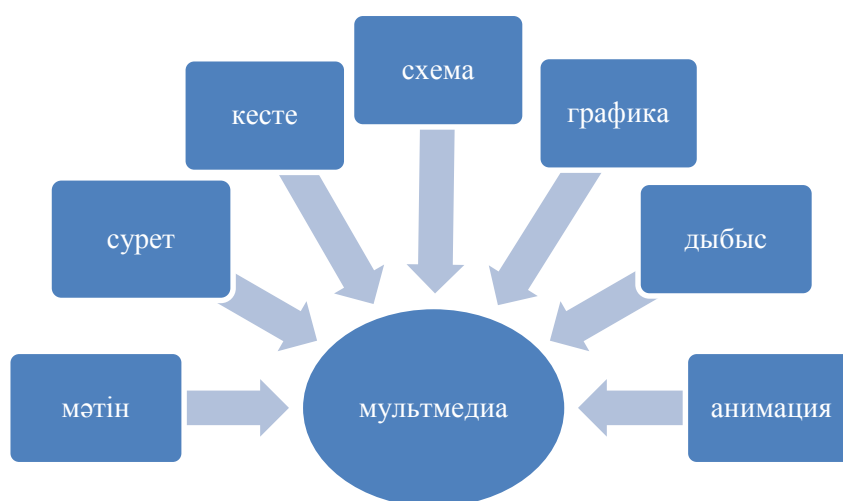 схема
кесте
графика
сурет
дыбыс
мәтін
мультмедиа
анимация